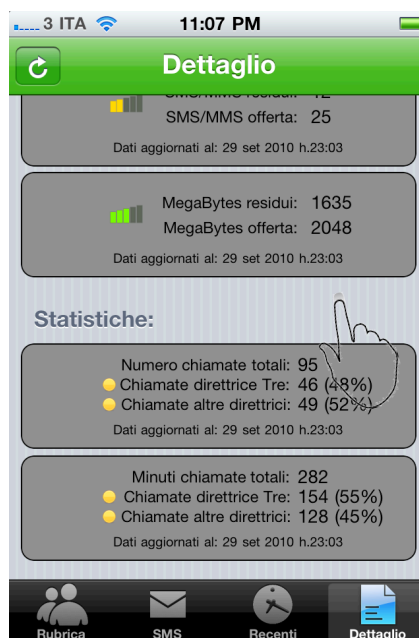 3 ITA 11:07 PM
Dettaglio
SMS/MMS residui: 12
SMS/MMS offerta: 25
Dati aggiornati al: 29 set 2010 h.23:03
MegaBytes residui: 1635
MegaBytes offerta: 2048
Dati aggiornati al: 29 set 2010 h.23:03
Statistiche:
Numero chiamate totali: 95
Chiamate direttrice Tre: 46 (48%)
Chiamate altre direttrici: 49 (52%)
Dati aggiornati al: 29 set 2010 h.23:03
Minuti chiamate totali: 282
Chiamate direttrice Tre: 154 (55%)
Chiamate altre direttrici: 128 (45%)
Dati aggiornati al: 29 set 2010 h.23:03
Rubrica SMS Recenti Dettaglio